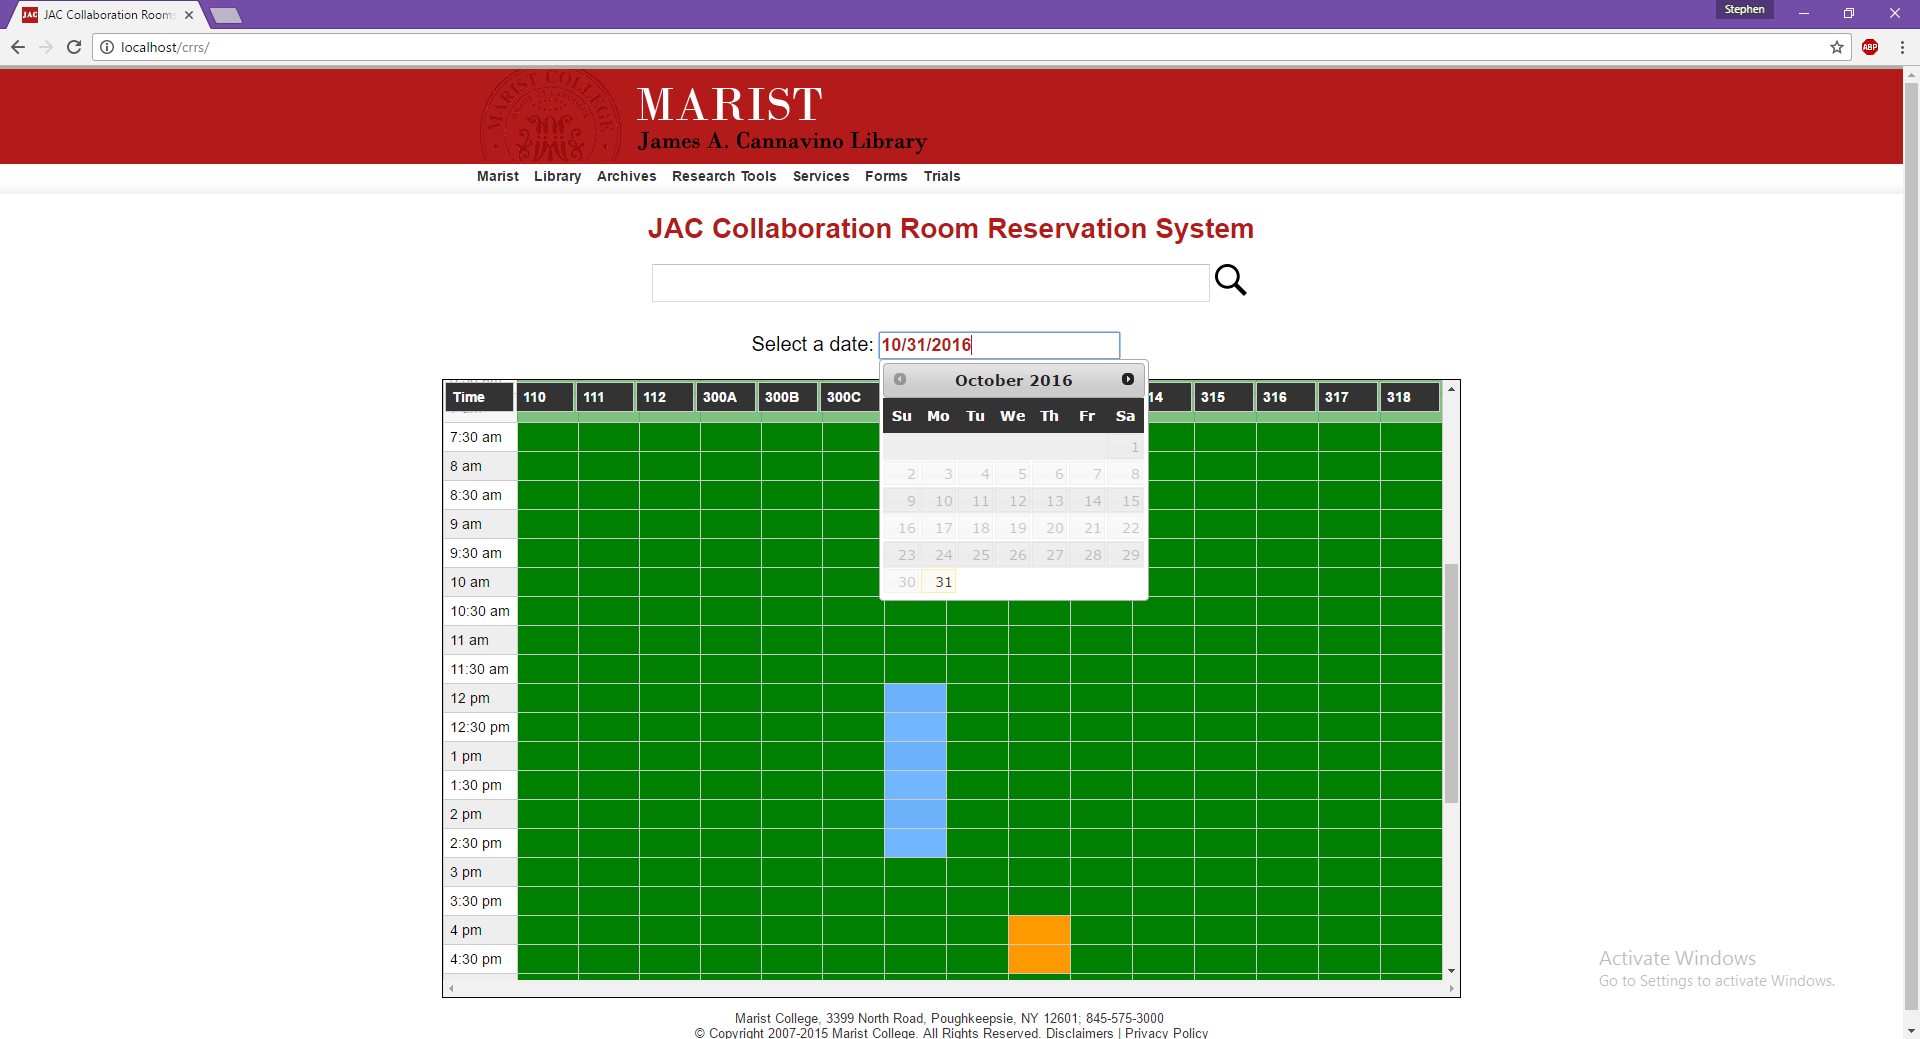 JAC Collaboration Rooms
Stephen
localhost/crrs/
ABP
MARIST COLLEGE
MARIST
James A. Cannavino Library
Marist Library Archives Research Tools Services Forms Trials
JAC Collaboration Room Reservation System
Select a date: 10/31/2016
October 2016
Su Mo Tu We Th Fr Sa
1
2 3 4 5 6 7 8
9 10 11 12 13 14 15
16 17 18 19 20 21 22
23 24 25 26 27 28 29
30 31
Time 110 111 112 300A 300B 300C 14 315 316 317 318
7:30 am
8 am
8:30 am
9 am
9:30 am
10 am
10:30 am
11 am
11:30 am
12 pm
12:30 pm
1 pm
1:30 pm
2 pm
2:30 pm
3 pm
3:30 pm
4 pm
4:30 pm
Activate Windows
Go to Settings to activate Windows.
Marist College, 3399 North Road, Poughkeepsie, NY 12601; 845-575-3000
© Copyright 2007-2015 Marist College. All Rights Reserved. Disclaimers | Privacy Policy